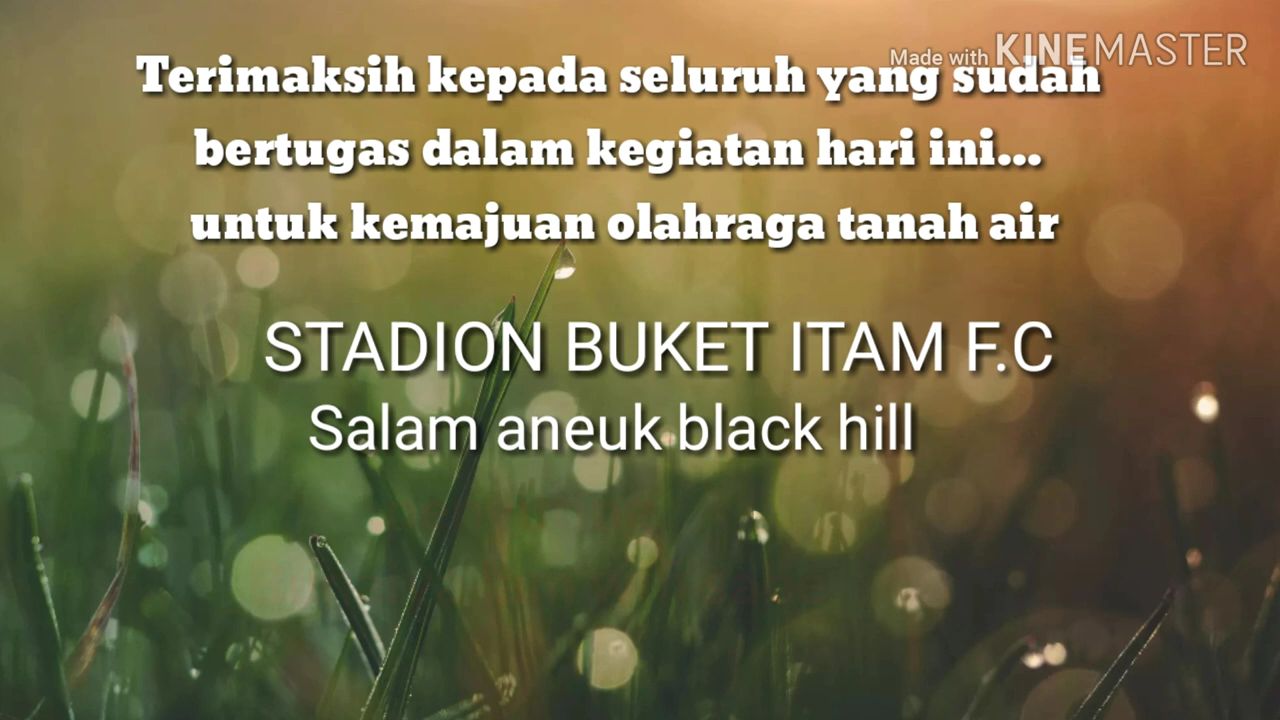 Made with KINEMASTER
Terimaksih kepada seluruh yang sudah
bertugas dalam kegiatan hari ini...
untuk kemajuan olahraga tanah air
STADION BUKET ITAM F.C
Salam aneuk black hill